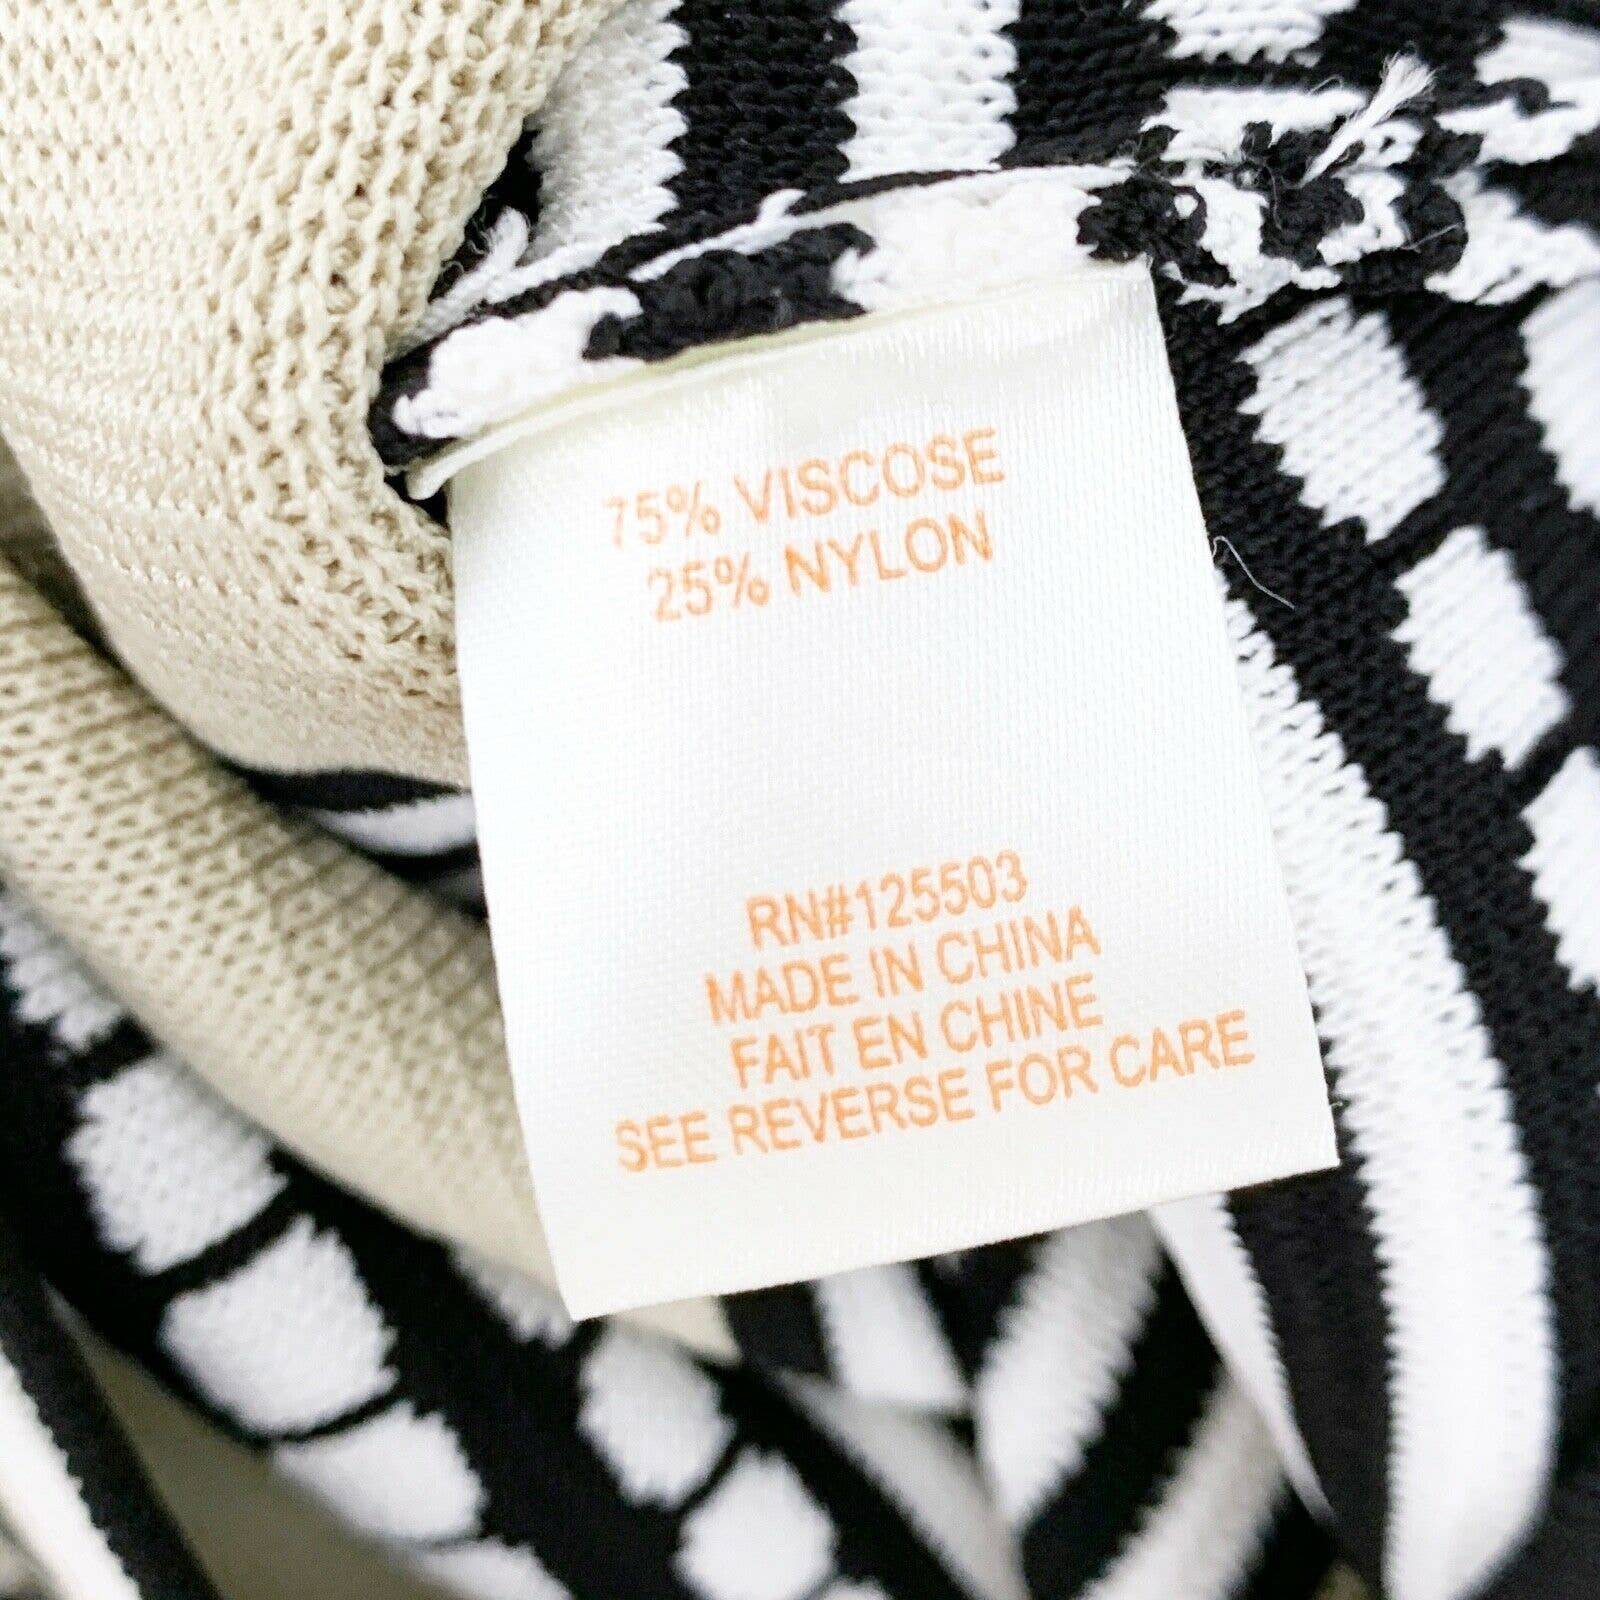 75% VISCOSE
25% NYLON
RN#125503
MADE IN CHINA
FAIT EN CHINE
SEE REVERSE FOR CARE